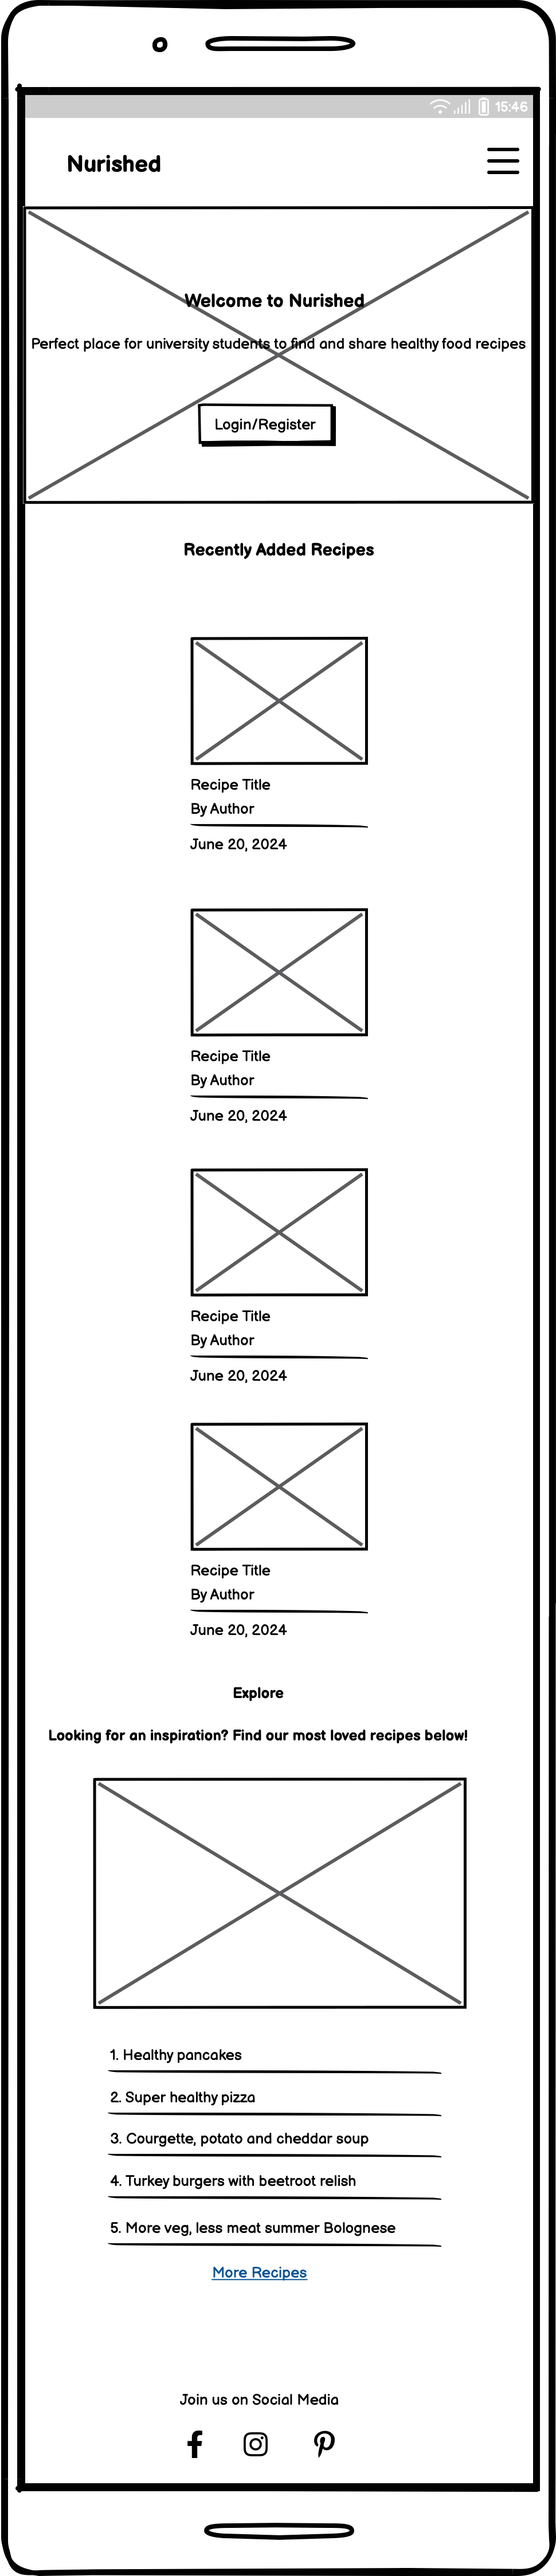 15:46
Nurished
Welcome to Nurished
Perfect place for university students to find and share healthy food recipes
Login/Register
Recently Added Recipes
Recipe Title
By Author
June 20, 2024
Recipe Title
By Author
June 20, 2024
Recipe Title
By Author
June 20, 2024
Recipe Title
By Author
June 20, 2024
Explore
Looking for an inspiration? Find our most loved recipes below!
1. Healthy pancakes
2. Super healthy pizza
3. Courgette, potato and cheddar soup
4. Turkey burgers with beetroot relish
5. More veg, less meat summer Bolognese
More Recipes
Join us on Social Media